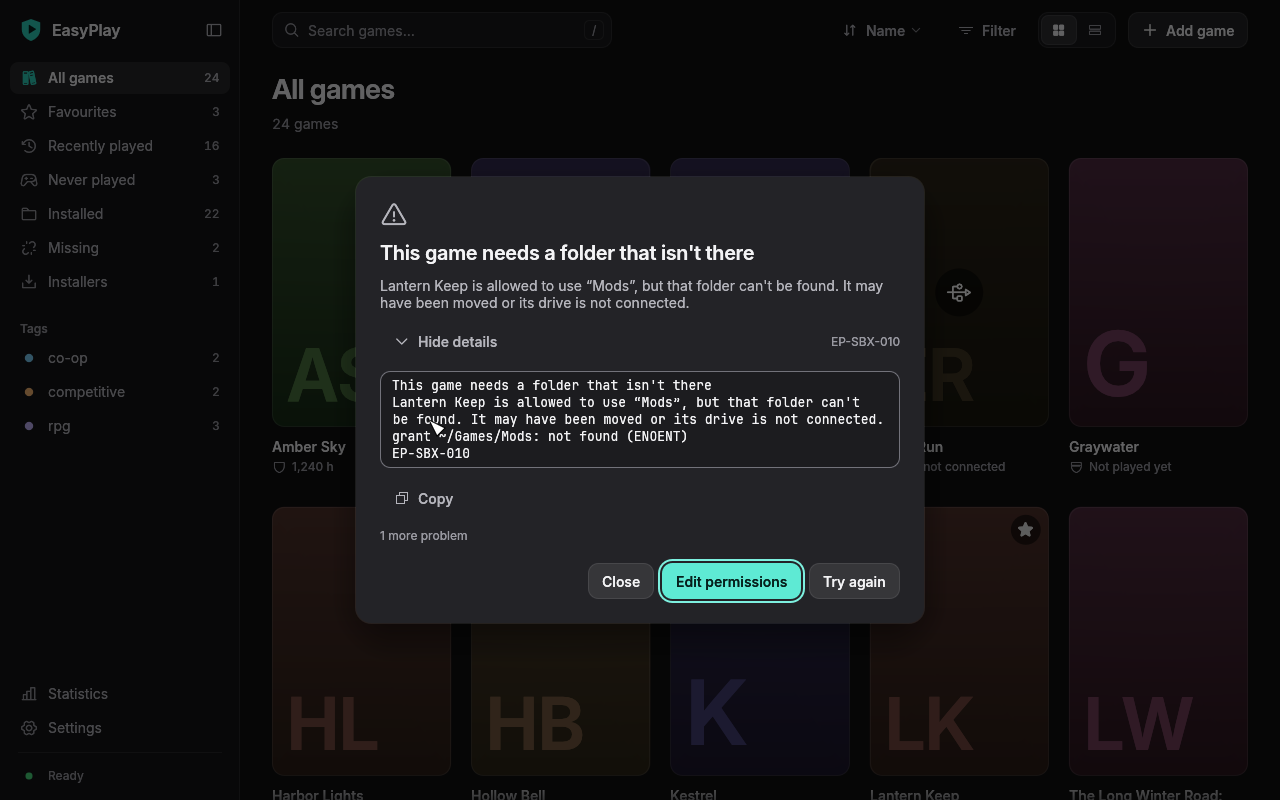 EasyPlay
Search games...
/
Name
Filter
Add game
All games
24
Favourites
3
Recently played
16
Never played
3
Installed
22
Missing
2
Installers
1
Tags
co-op
2
competitive
2
rpg
3
Statistics
Settings
Ready
All games
24 games
AS
R
G
Amber Sky
1,240 h
not connected
Graywater
Not played yet
HL
HB
K
LK
LW
Harbor Lights
Hollow Bell
Kestrel
Lantern Keep
The Long Winter Road:
This game needs a folder that isn't there
Lantern Keep is allowed to use “Mods”, but that folder can't be found. It may
have been moved or its drive is not connected.
Hide details
EP-SBX-010
This game needs a folder that isn't there
Lantern Keep is allowed to use “Mods”, but that folder can't
be found. It may have been moved or its drive is not connected.
grant ~/Games/Mods: not found (ENOENT)
EP-SBX-010
Copy
1 more problem
Close
Edit permissions
Try again